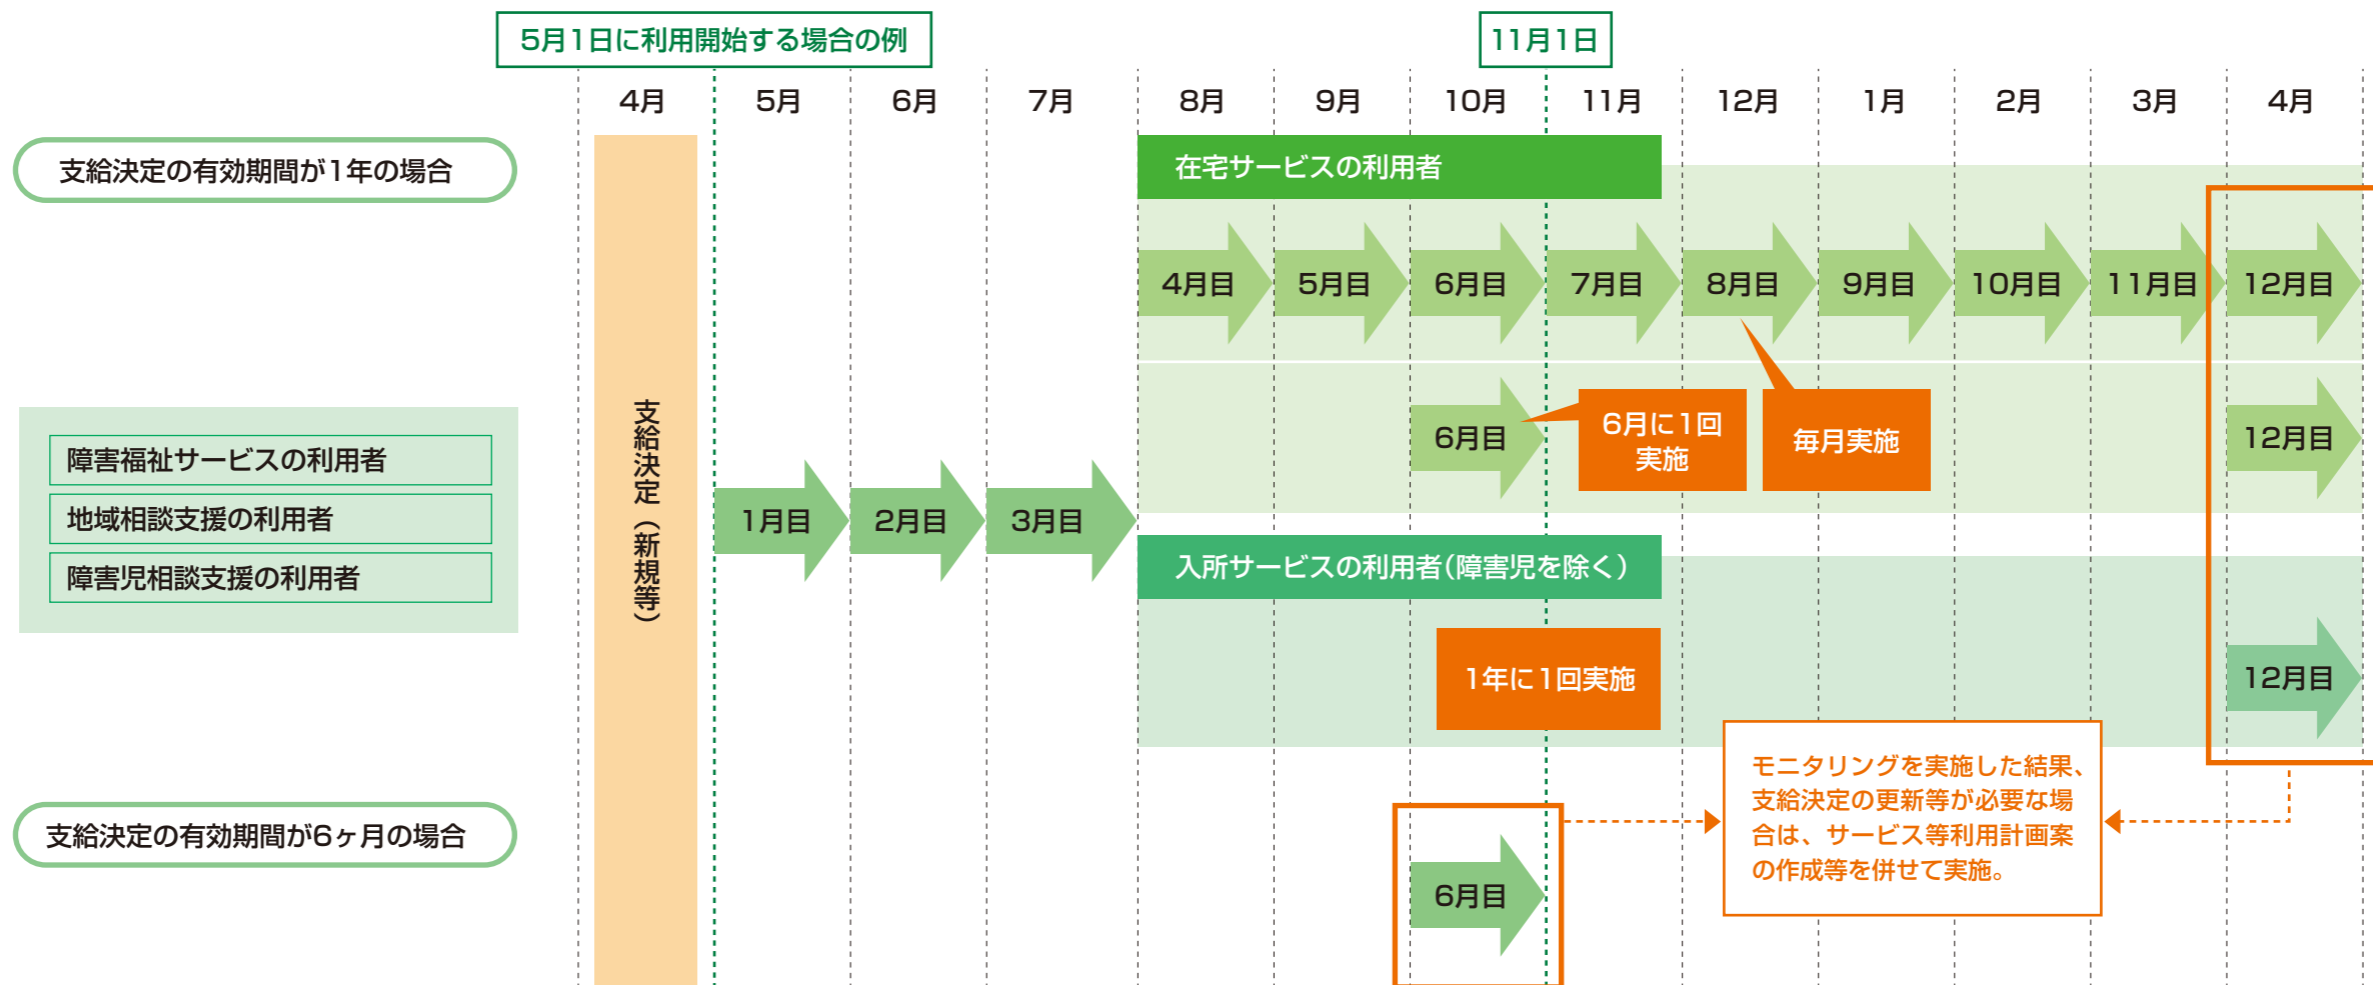 5月1日に利用開始する場合の例
11月1日
4月
5月
6月
7月
8月
9月
10月
11月
12月
1月
2月
3月
4月
支給決定の有効期間が1年の場合
在宅サービスの利用者
4月目
5月目
6月目
7月目
8月目
9月目
10月目
11月目
12月目
6月目
6月に1回
実施
毎月実施
12月目
障害福祉サービスの利用者
地域相談支援の利用者
障害児相談支援の利用者
支給決定（新規等）
1月目
2月目
3月目
入所サービスの利用者（障害児を除く）
1年に1回実施
12月目
モニタリングを実施した結果、
支給決定の更新等が必要な場
合は、サービス等利用計画案
の作成等を併せて実施。
支給決定の有効期間が6ヶ月の場合
6月目